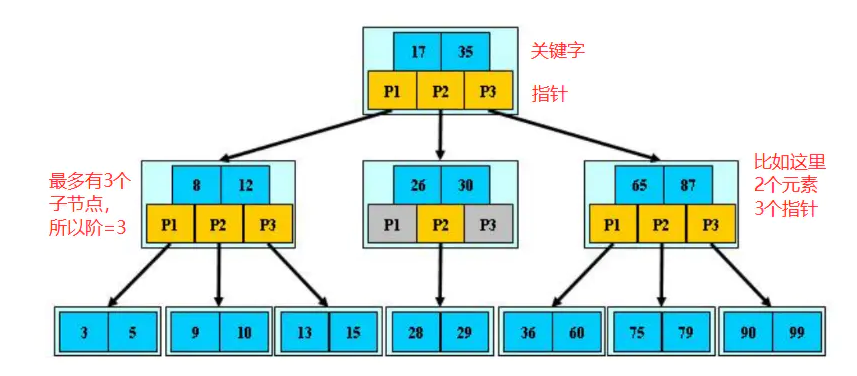 17 35
关键字
P1 P2 P3
指针
最多有3个
子节点，
所以阶=3
8 12
P1 P2 P3
26 30
P1 P2 P3
65 87
P1 P2 P3
比如这里
2个元素
3个指针
3 5
9 10
13 15
28 29
36 60
75 79
90 99